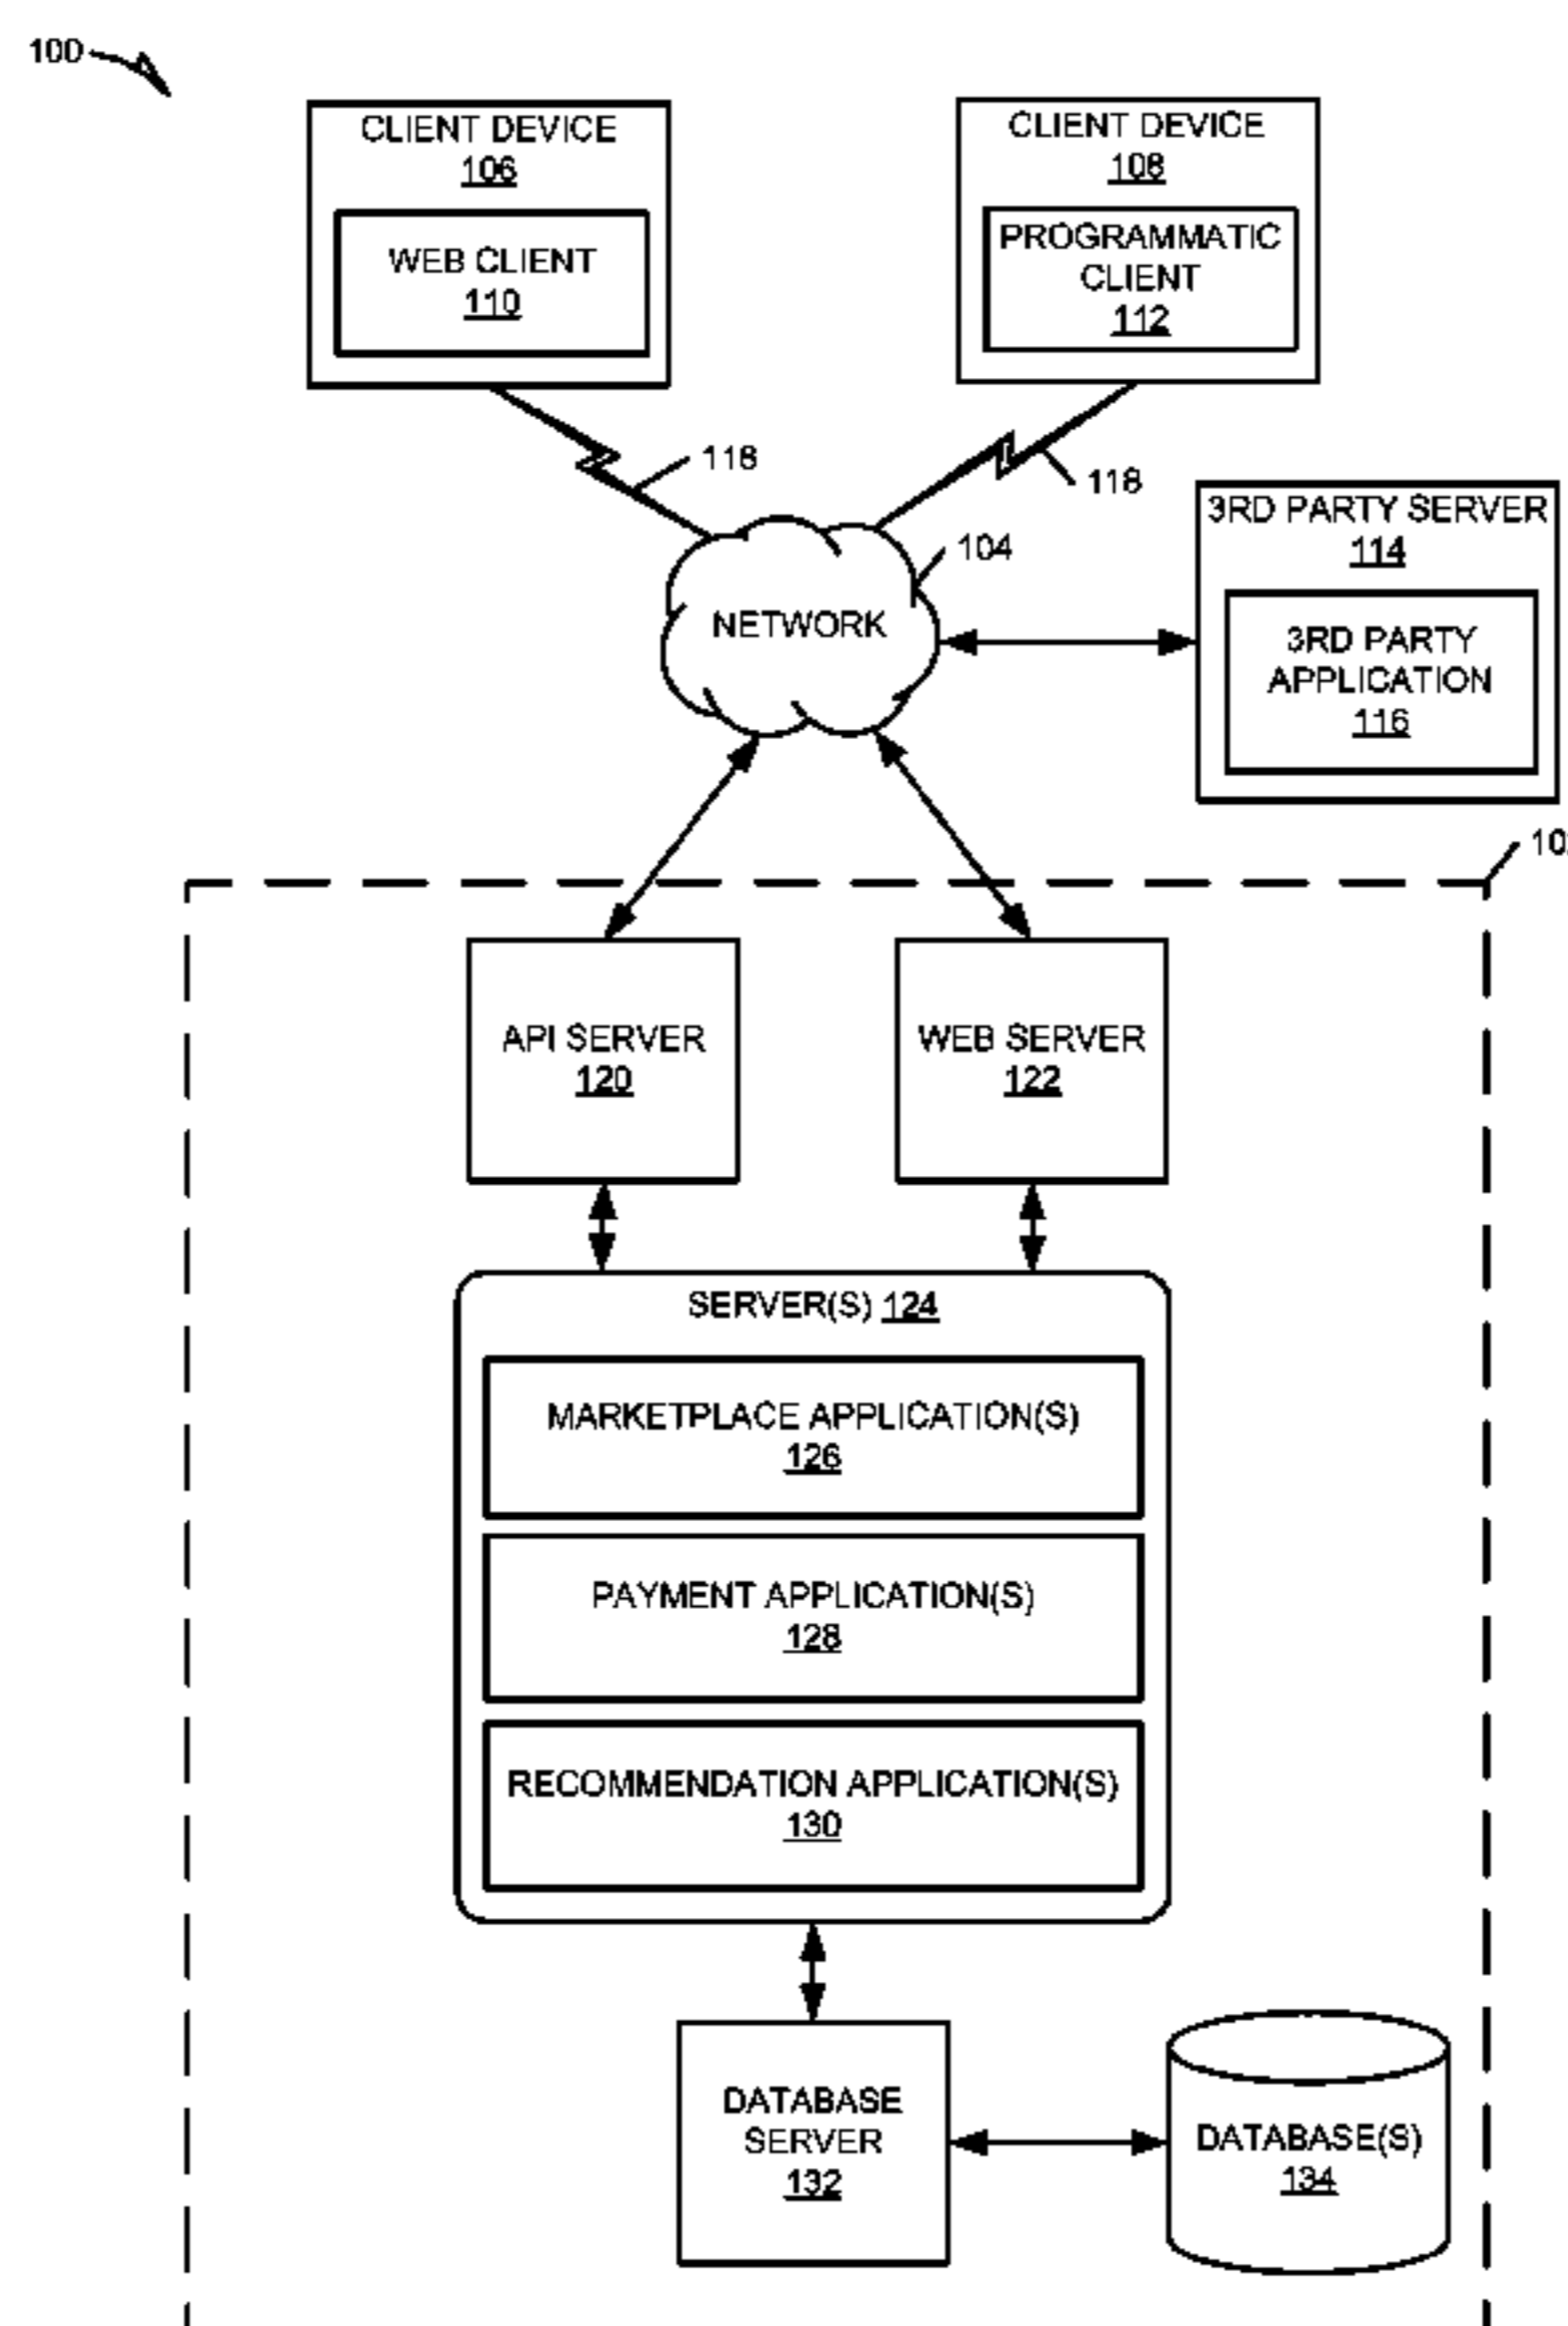 100
CLIENT DEVICE
106
WEB CLIENT
110
CLIENT DEVICE
108
PROGRAMMATIC
CLIENT
112
118
118
3RD PARTY SERVER
114
3RD PARTY
APPLICATION
116
104
NETWORK
10
API SERVER
120
WEB SERVER
122
SERVER(S) 124
MARKETPLACE APPLICATION(S)
126
PAYMENT APPLICATION(S)
128
RECOMMENDATION APPLICATION(S)
130
DATABASE
SERVER
132
DATABASE(S)
134